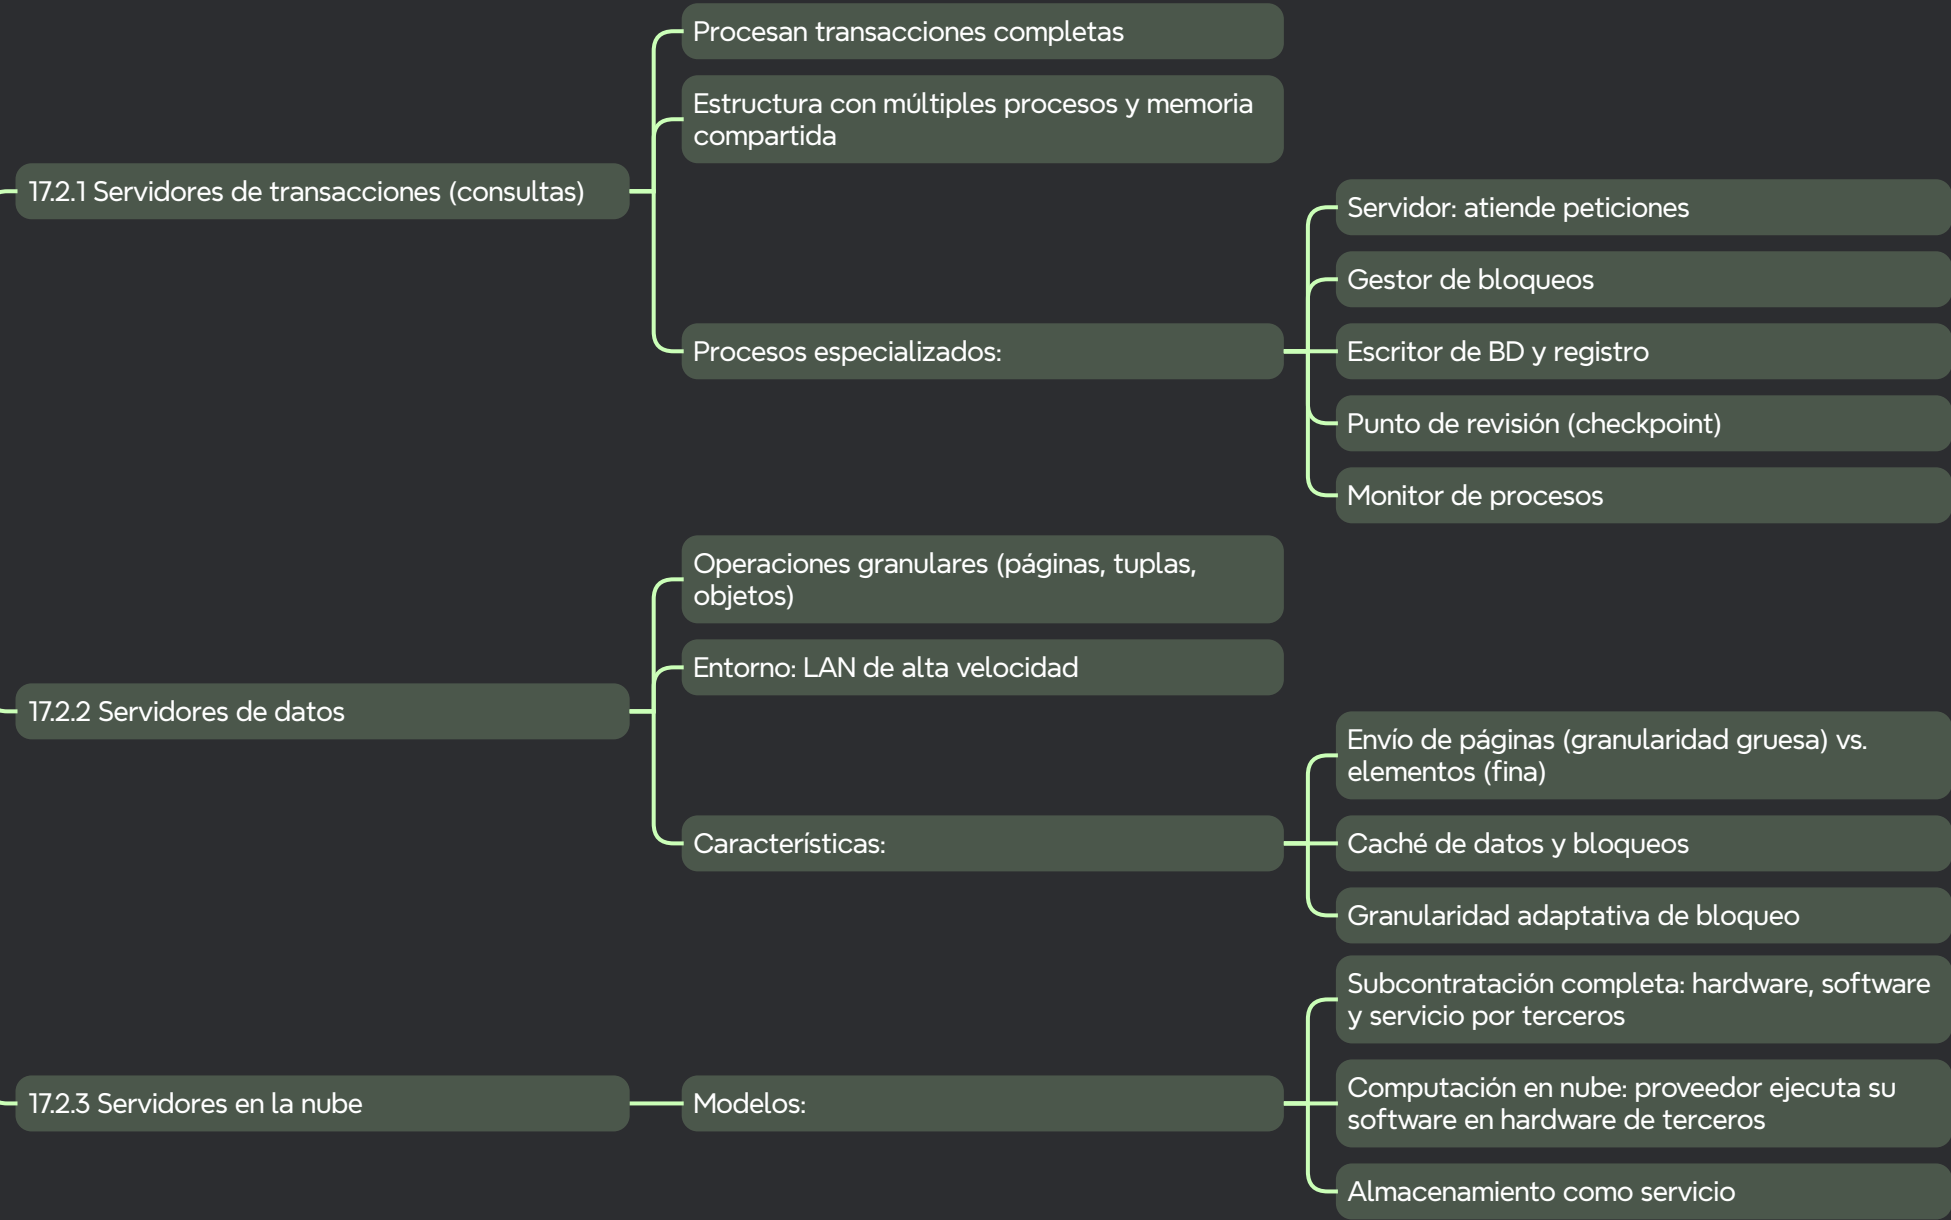 17.2.1 Servidores de transacciones (consultas)
Procesan transacciones completas
Estructura con múltiples procesos y memoria
compartida
Procesos especializados:
Servidor: atiende peticiones
Gestor de bloqueos
Escritor de BD y registro
Punto de revisión (checkpoint)
Monitor de procesos
17.2.2 Servidores de datos
Operaciones granulares (páginas, tuplas,
objetos)
Entorno: LAN de alta velocidad
Características:
Envío de páginas (granularidad gruesa) vs.
elementos (fina)
Caché de datos y bloqueos
Granularidad adaptativa de bloqueo
17.2.3 Servidores en la nube
Modelos:
Subcontratación completa: hardware, software
y servicio por terceros
Computación en nube: proveedor ejecuta su
software en hardware de terceros
Almacenamiento como servicio